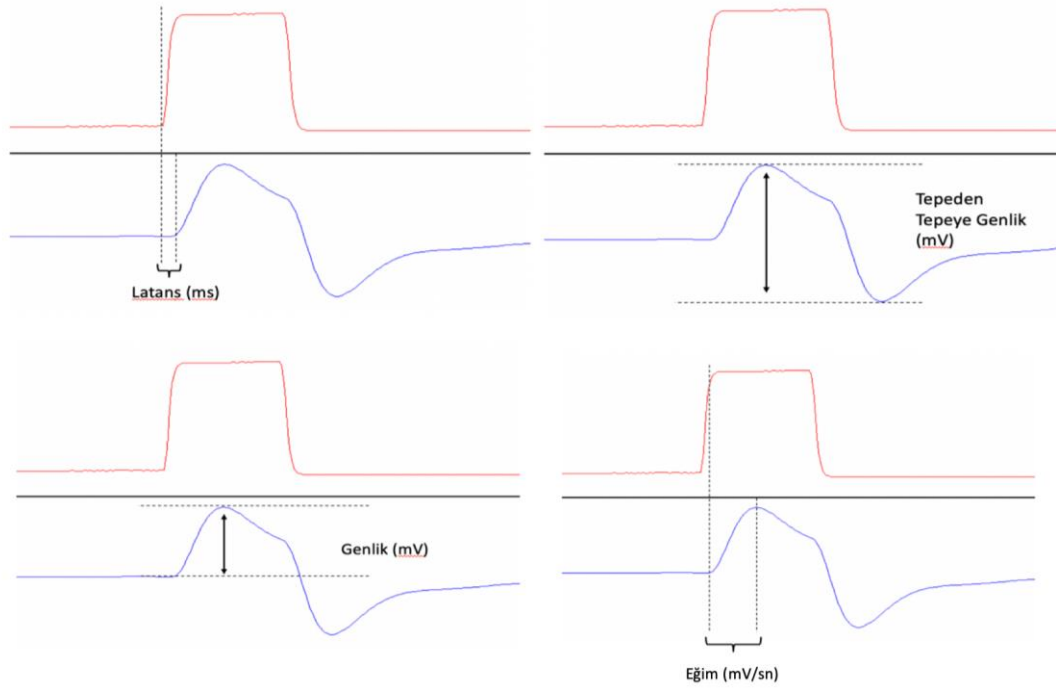 Latans (ms)
Tepeden
Tepeye Genlik
(mV)
Genlik (mV)
Eğim (mV/sn)